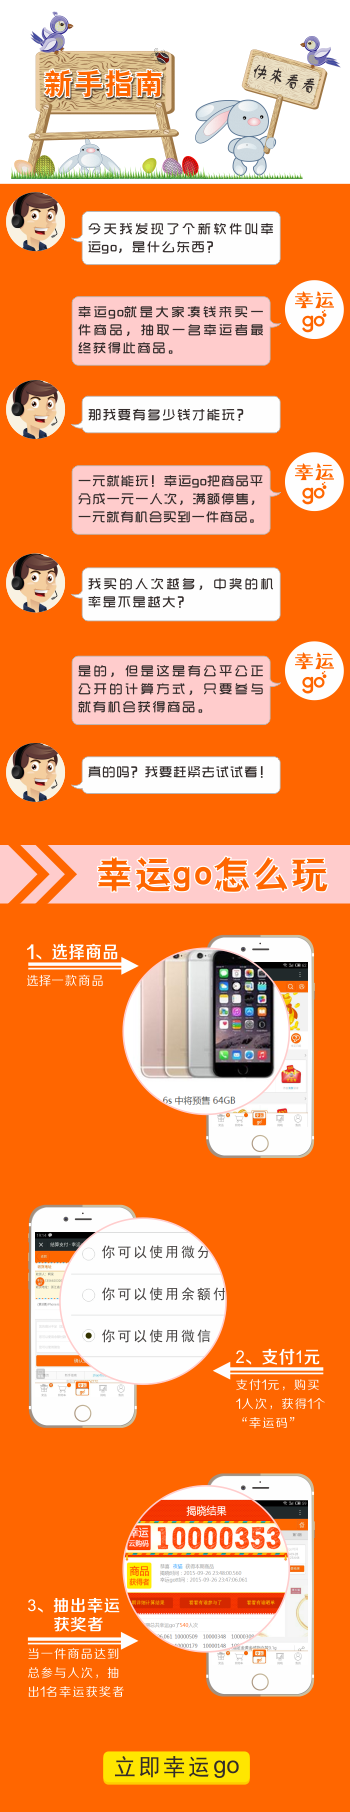 新手指南
快來看看
今天我发现了个新软件叫幸
运go，是什么东西？
幸运
go
幸运go就是大家凑钱来买一
件商品，抽取一名幸运者最
终获得此商品。
那我要有多少钱才能玩？
幸运
go
一元就能玩！幸运go把商品平
分成一元一人次，满额停售，
一元就有机会买到一件商品。
我买的人次越多，中奖的机
率是不是越大？
幸运
go
是的，但是这是有公平公正
公开的计算方式，只要参与
就有机会获得商品。
真的吗？我要赶紧去试试看！
幸运go怎么玩
1、选择商品
选择一款商品
6s 中将预售 64GB
你可以使用微分
你可以使用余额付
你可以使用微信
2、支付1元
支付1元，购买
1人次，获得1个
“幸运码”
揭晓结果
幸运
云购码
10000353
商品
获得者
3、抽出幸运
获奖者
当一件商品达到
总参与人次，抽
出1名幸运获奖者
立即幸运go